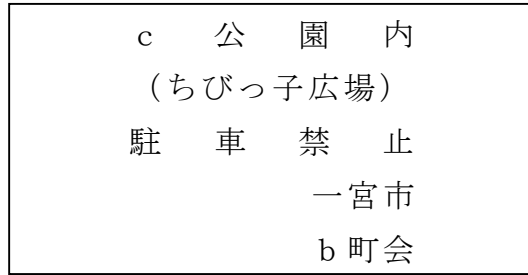 ｃ 公 園 内
（ちびっ子広場）
駐 車 禁 止
一宮市
ｂ町会